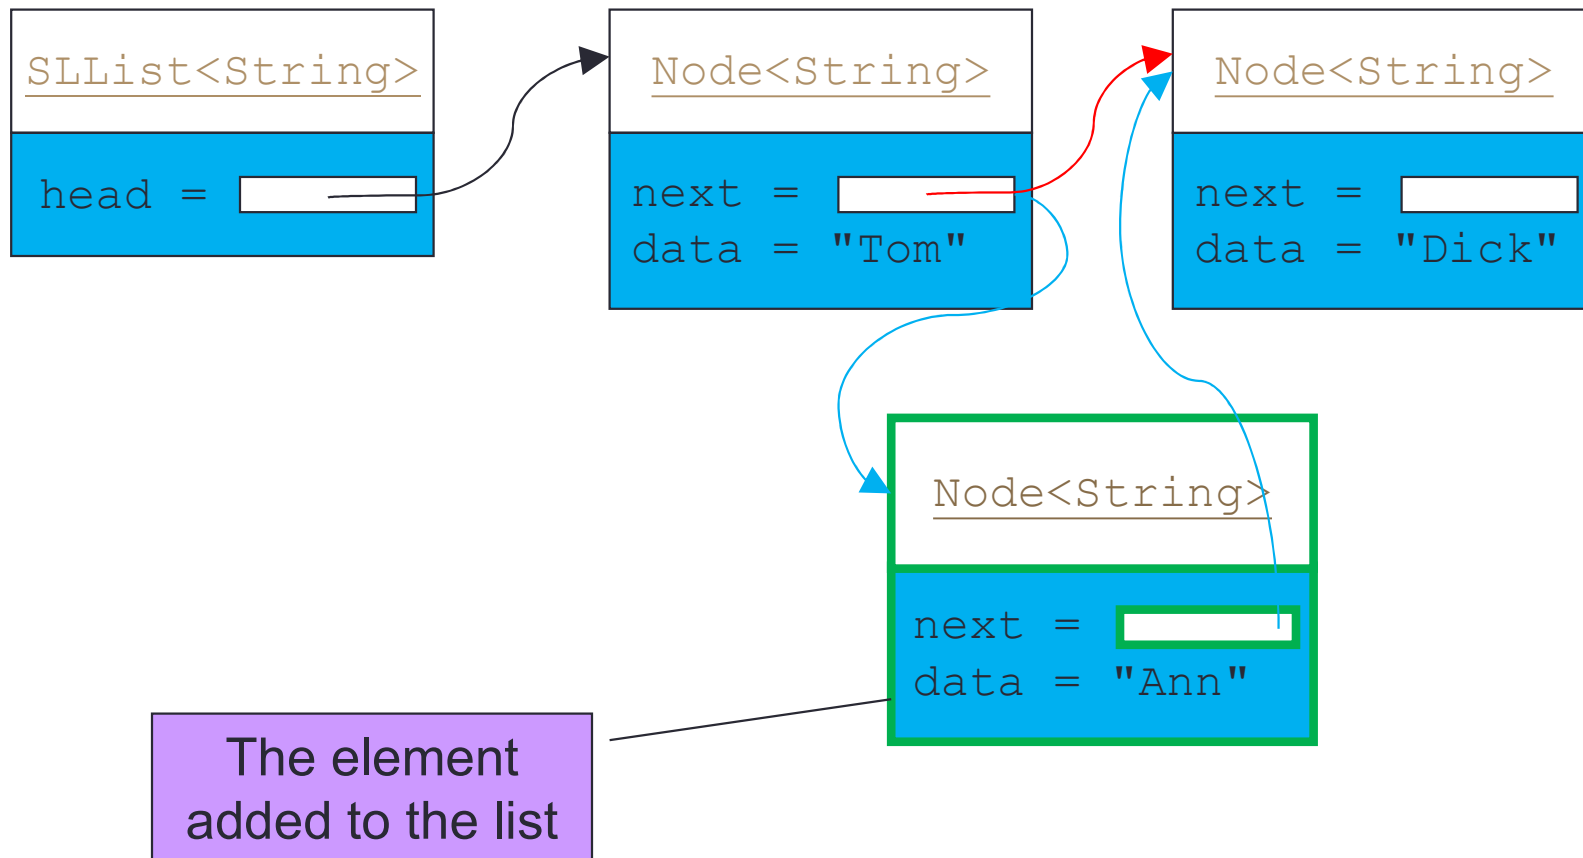 SLList<String>
head =
Node<String>
next =
data = "Tom"
Node<String>
next =
data = "Dick"
Node<String>
next =
data = "Ann"
The element
added to the list